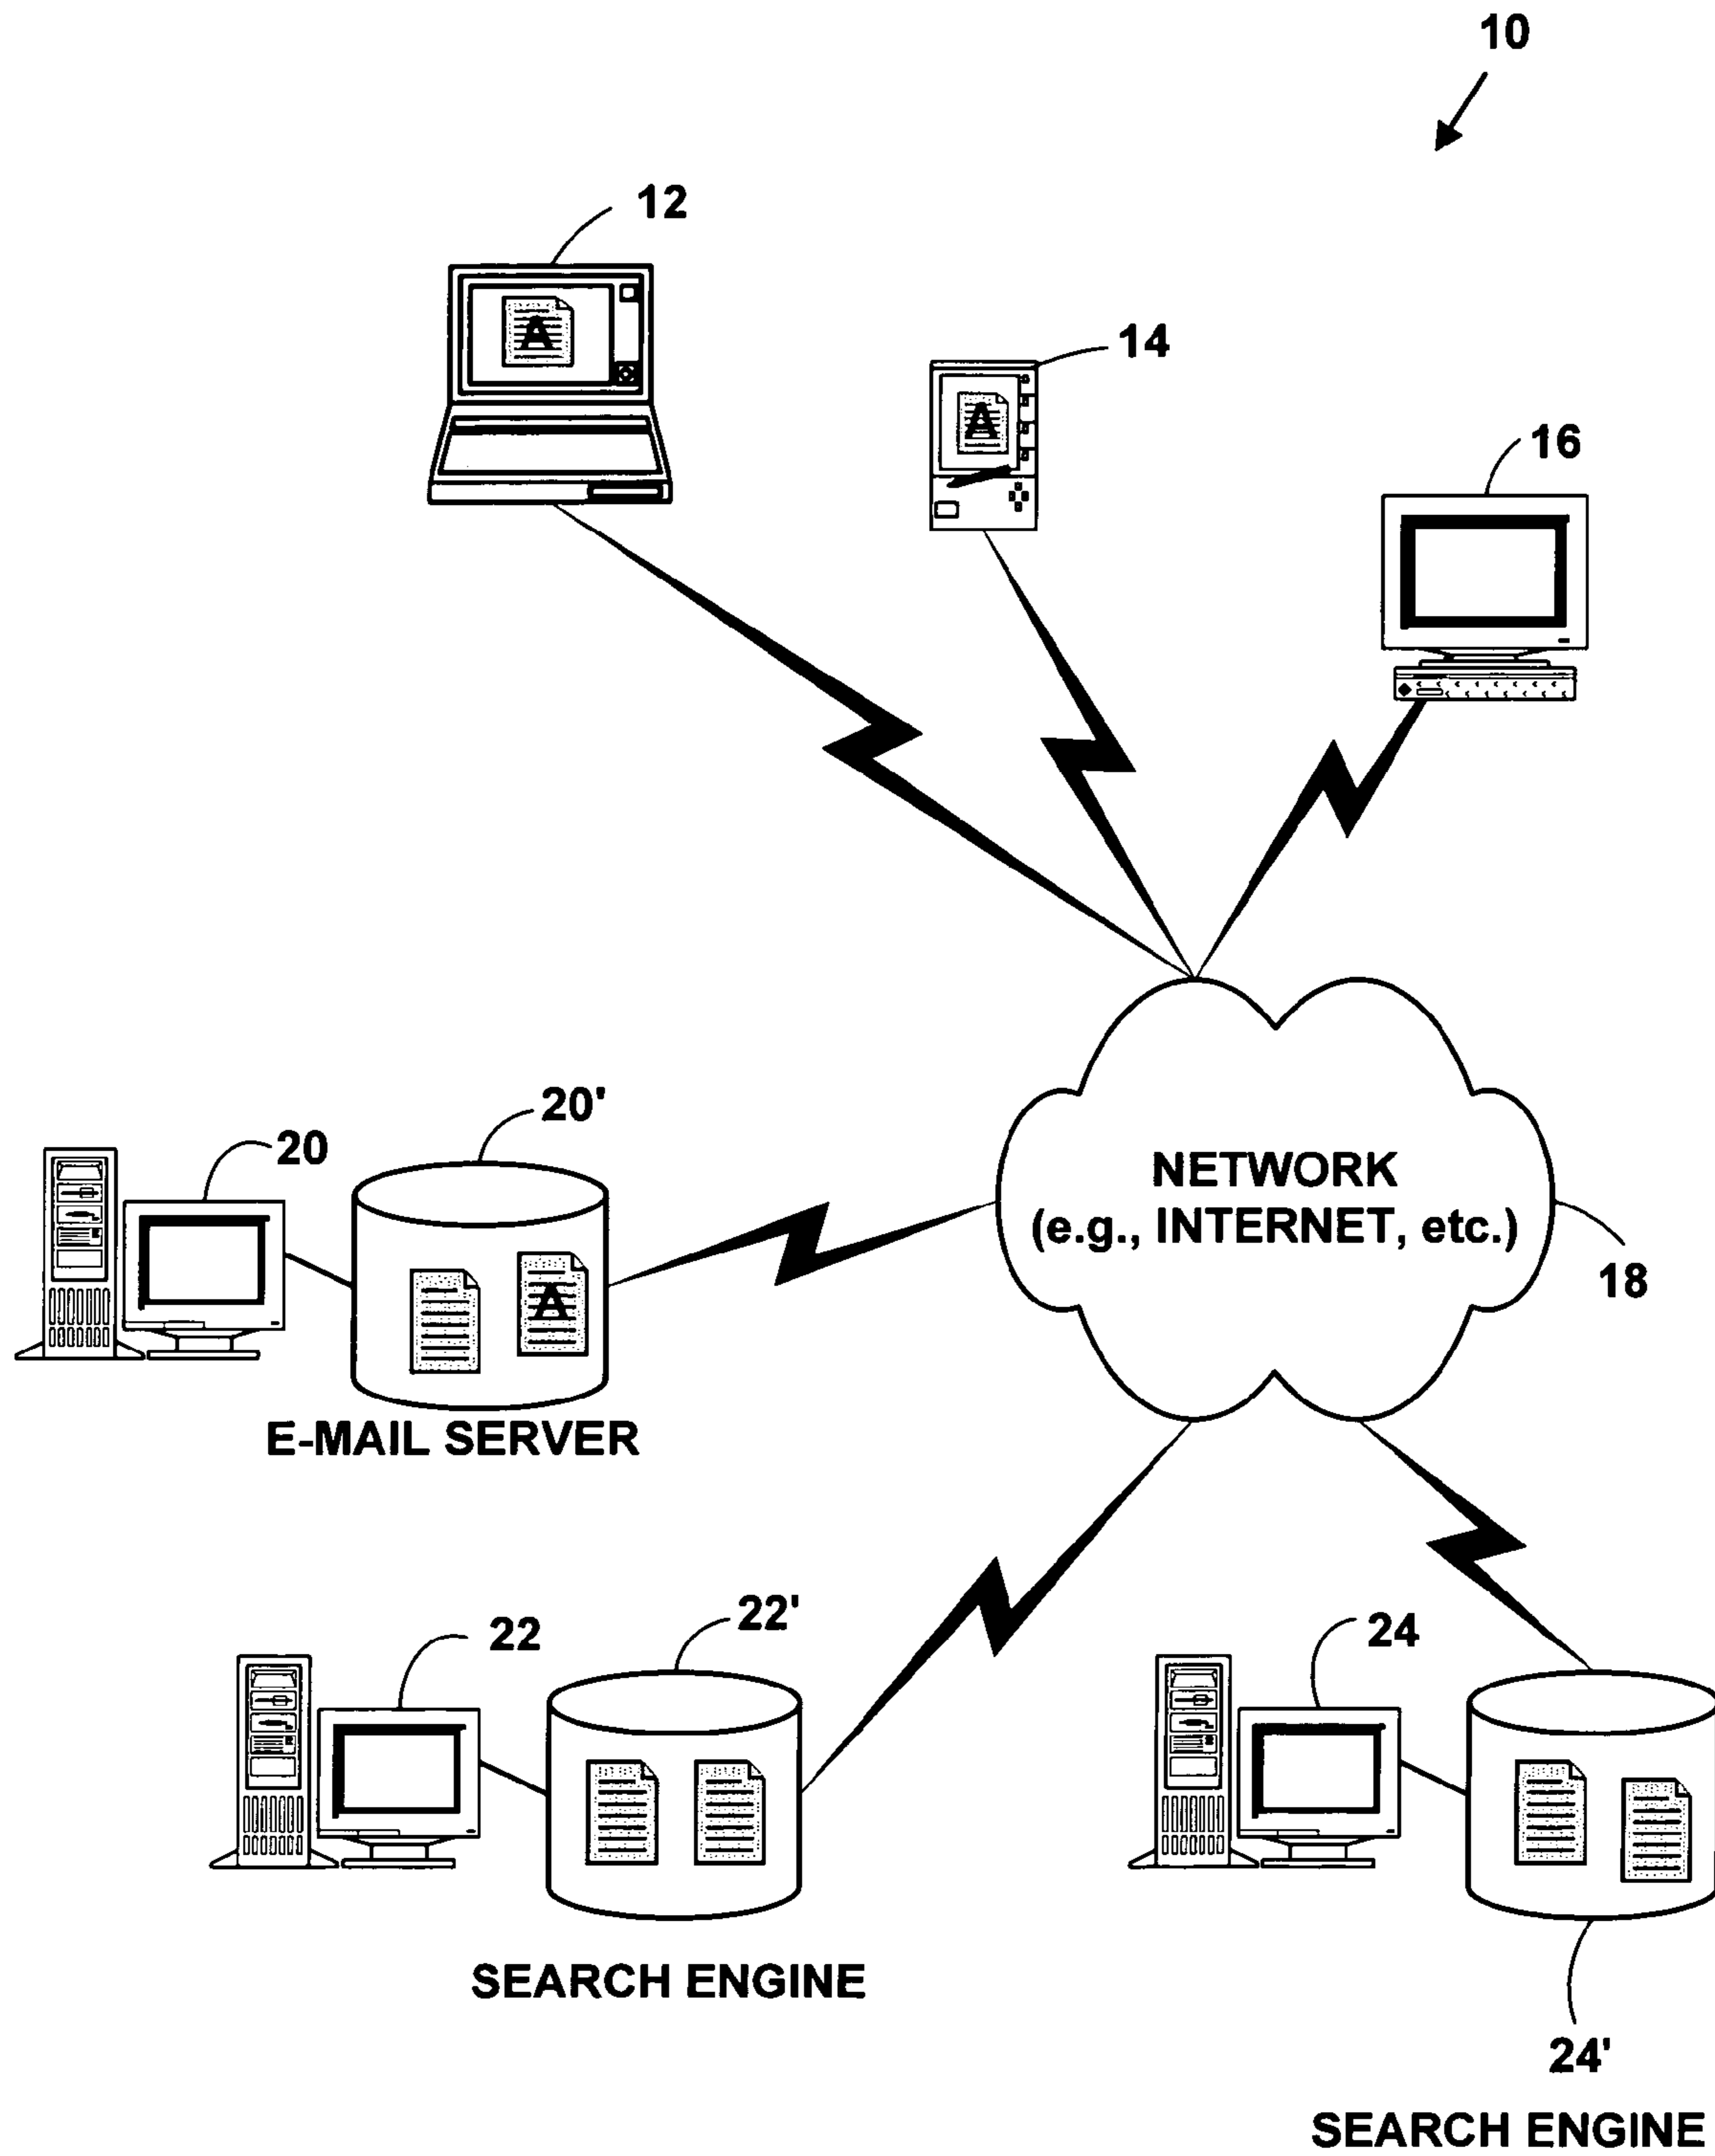 10
12
A
14
A
16
NETWORK
(e.g., INTERNET, etc.)
18
20'
20
A
E-MAIL SERVER
22'
22
SEARCH ENGINE
24
24'
SEARCH ENGINE